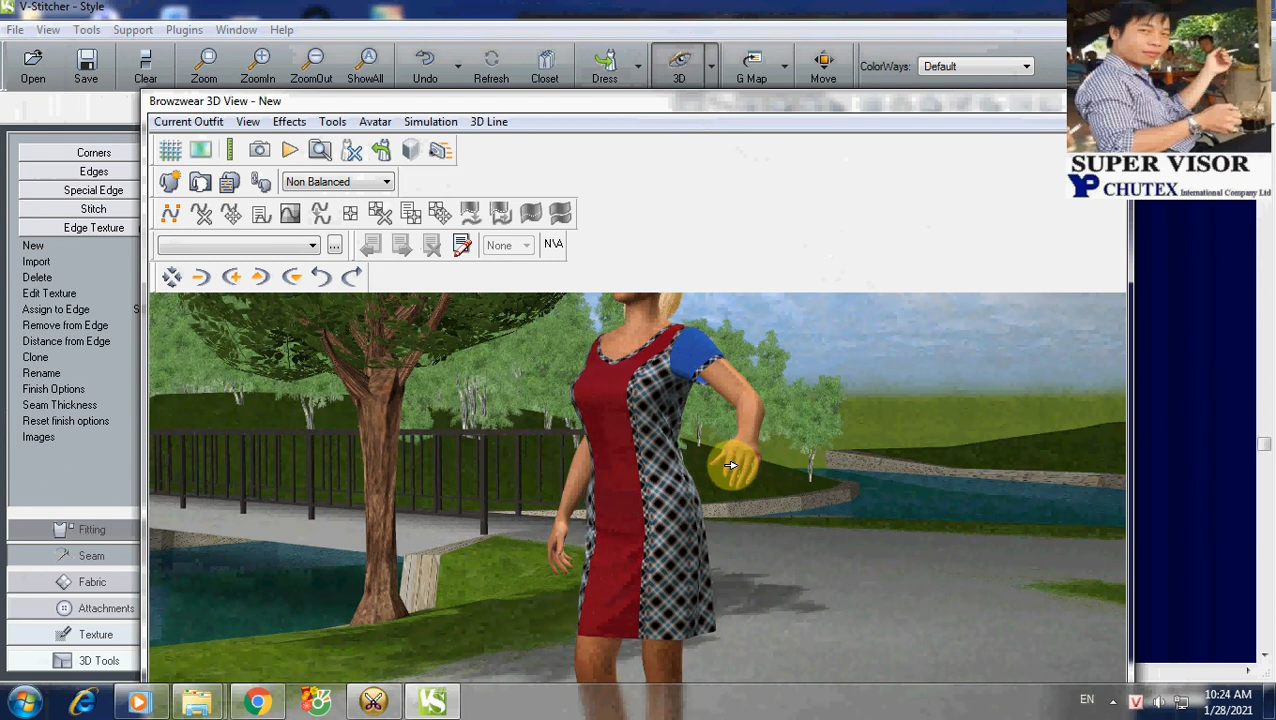 V-Stitcher - Style
File View Tools Support Plugins Window Help
Open Save Clear Zoom ZoomIn ZoomOut ShowAll Undo Refresh Closet Dress 3D G Map Move ColorWays: Default
Browzwear 3D View - New
Current Outfit View Effects Tools Avatar Simulation 3D Line
Non Balanced
None N\A
Corners
Edges
Special Edge
Stitch
Edge Texture
New
Import
Delete
Edit Texture
Assign to Edge S
Remove from Edge
Distance from Edge
Clone
Rename
Finish Options
Seam Thickness
Reset finish options
Images
Fitting
Seam
Fabric
Attachments
Texture
3D Tools
SUPER VISOR
CHUTEX International Company Ltd
EN
10:24 AM
1/28/2021